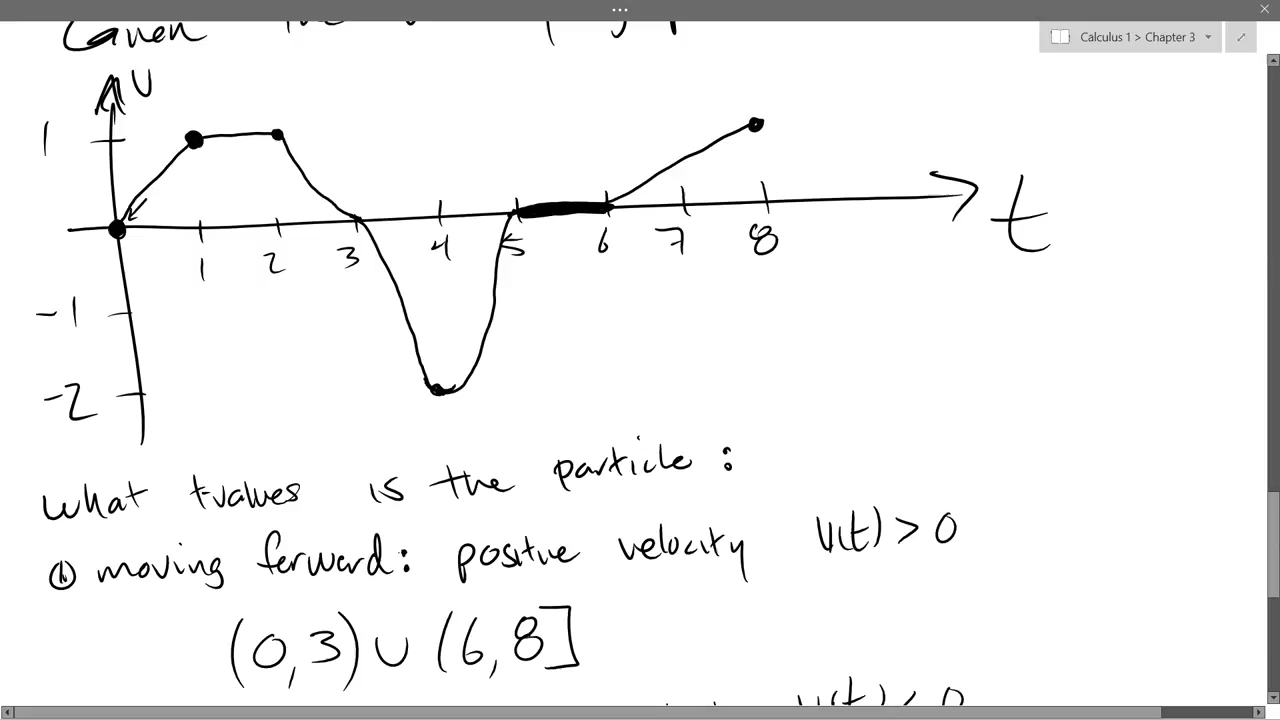 Calculus 1 > Chapter 3
v
1
1 2 3 4 5 6 7 8
t
-1
-2
What t-values is the particle:
① moving forward: positive velocity v(t) > 0
(0,3) ∪ (6,8]
v(t) < 0